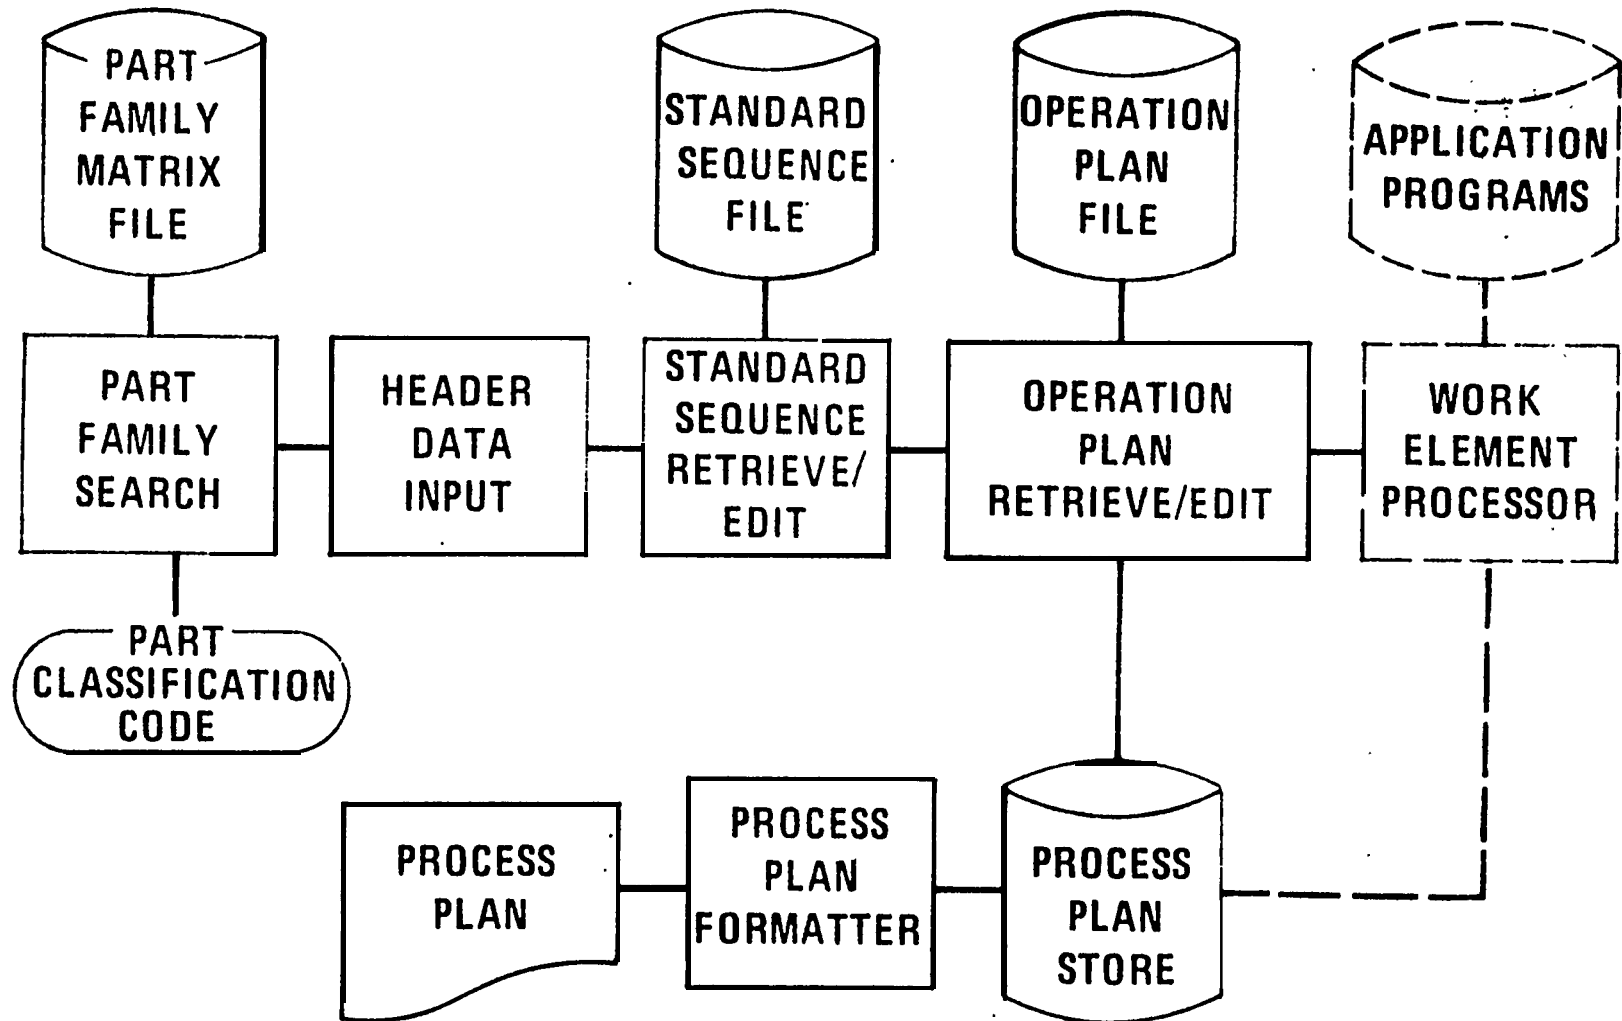 PART
FAMILY
MATRIX
FILE
STANDARD
SEQUENCE
FILE
OPERATION
PLAN
FILE
APPLICATION
PROGRAMS
PART
FAMILY
SEARCH
HEADER
DATA
INPUT
STANDARD
SEQUENCE
RETRIEVE/
EDIT
OPERATION
PLAN
RETRIEVE/EDIT
WORK
ELEMENT
PROCESSOR
PART
CLASSIFICATION
CODE
PROCESS
PLAN
PROCESS
PLAN
FORMATTER
PROCESS
PLAN
STORE